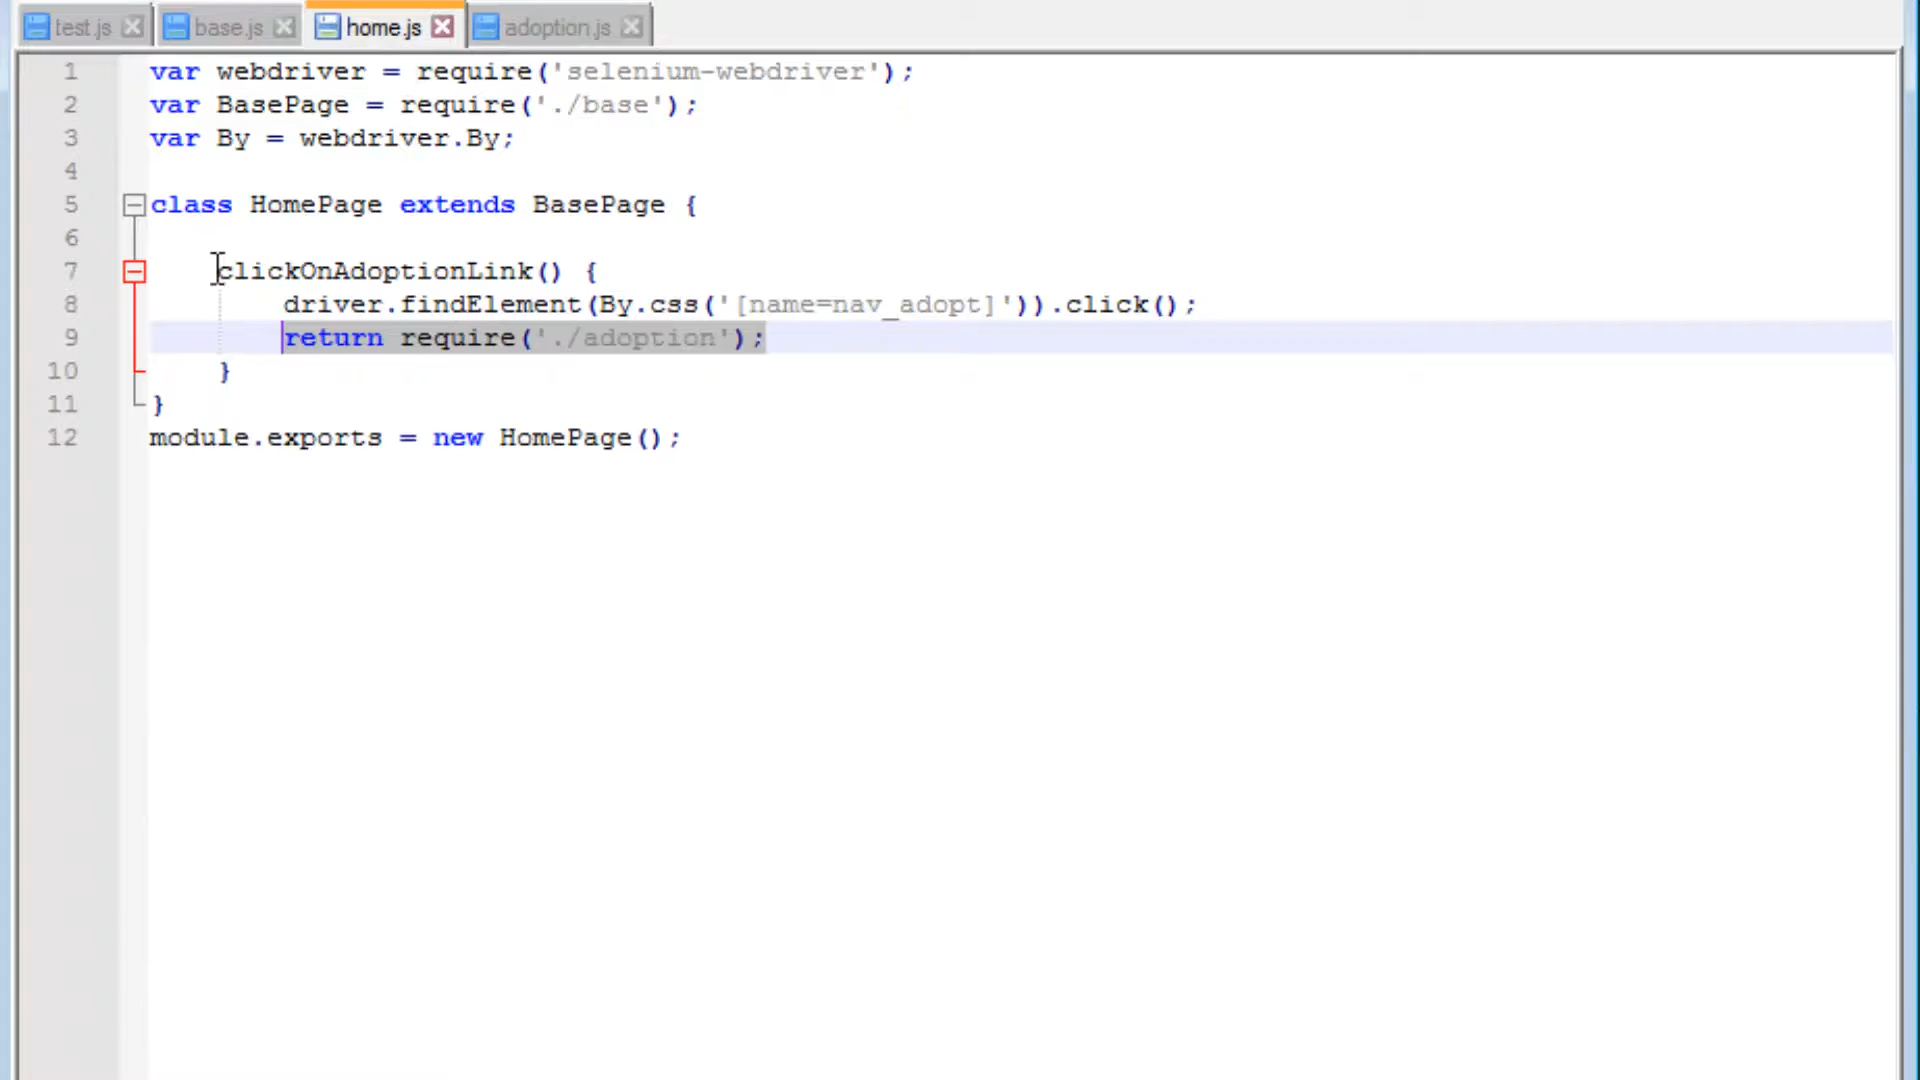 test.js base.js home.js adoption.js
1 var webdriver = require('selenium-webdriver');
2 var BasePage = require('./base');
3 var By = webdriver.By;
4
5 class HomePage extends BasePage {
6
7 clickOnAdoptionLink() {
8 driver.findElement(By.css('[name=nav_adopt]')).click();
9 return require('./adoption');
10 }
11 }
12 module.exports = new HomePage();